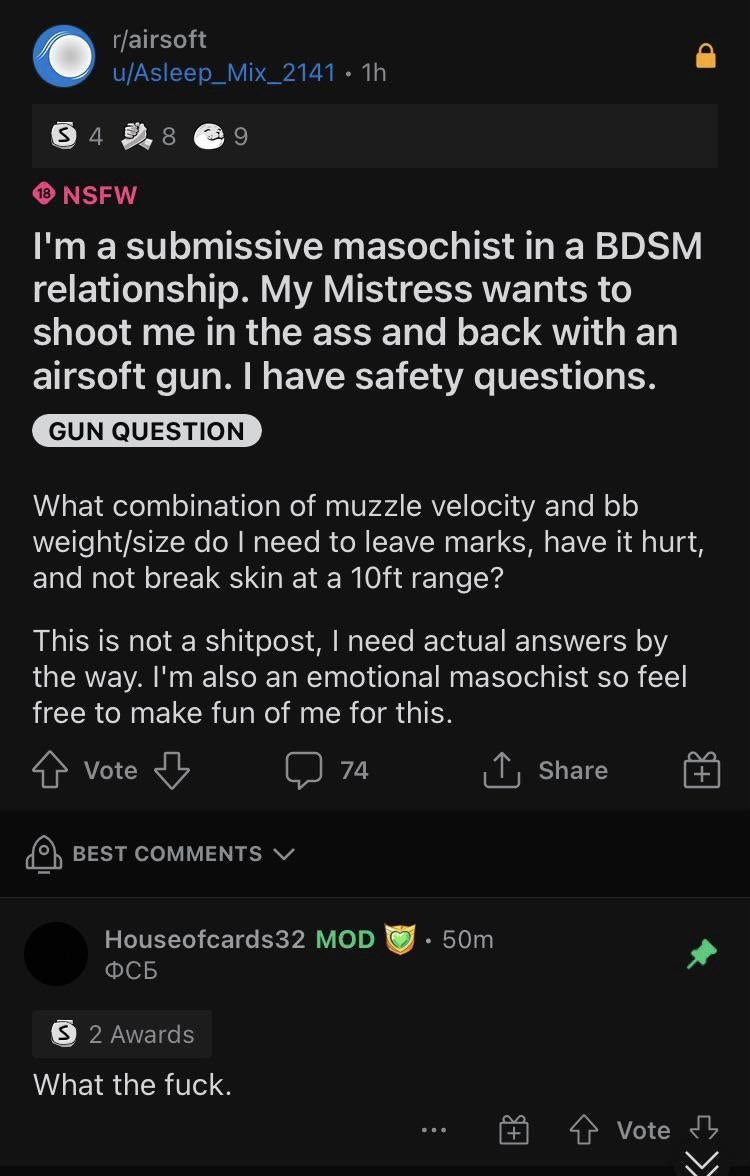 r/airsoft
u/Asleep_Mix_2141 • 1h
S 4 8 9
18 NSFW
I'm a submissive masochist in a BDSM
relationship. My Mistress wants to
shoot me in the ass and back with an
airsoft gun. I have safety questions.
GUN QUESTION
What combination of muzzle velocity and bb
weight/size do I need to leave marks, have it hurt,
and not break skin at a 10ft range?
This is not a shitpost, I need actual answers by
the way. I'm also an emotional masochist so feel
free to make fun of me for this.
Vote 74 Share
BEST COMMENTS
Houseofcards32 MOD • 50m
ФСБ
S 2 Awards
What the fuck.
... Vote